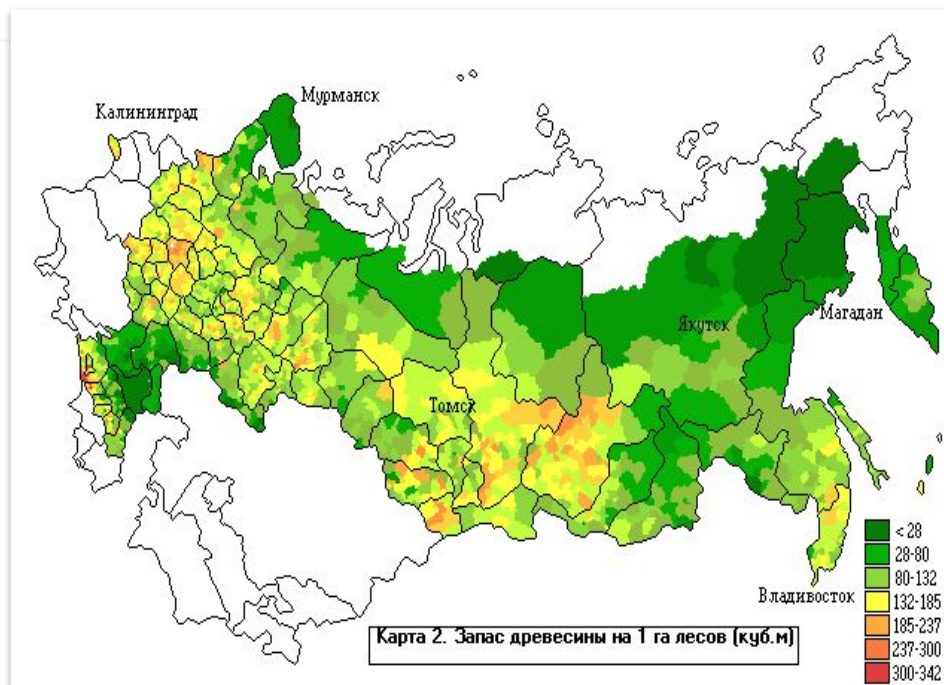 Мурманск
Калининград
Якутск
Магадан
Томск
Владивосток
< 28
28-80
80-132
132-185
185-237
237-300
300-342
Карта 2. Запас древесины на 1 га лесов (куб.м)